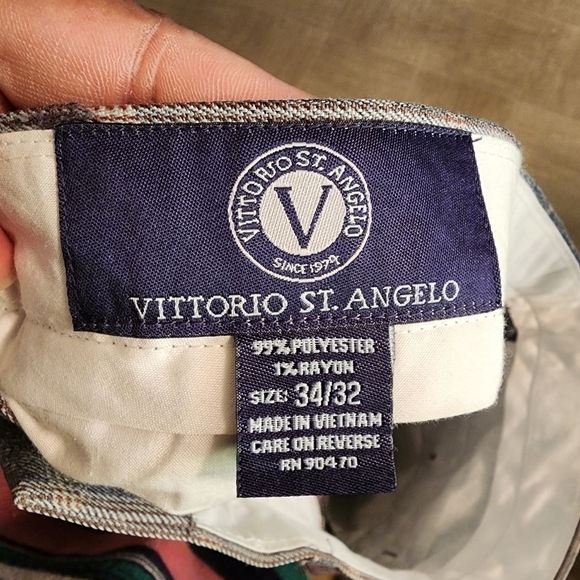 VITTORIO ST. ANGELO
V
SINCE 1979
VITTORIO ST. ANGELO
99% POLYESTER
1% RAYON
SIZE: 34/32
MADE IN VIETNAM
CARE ON REVERSE
RN 90470